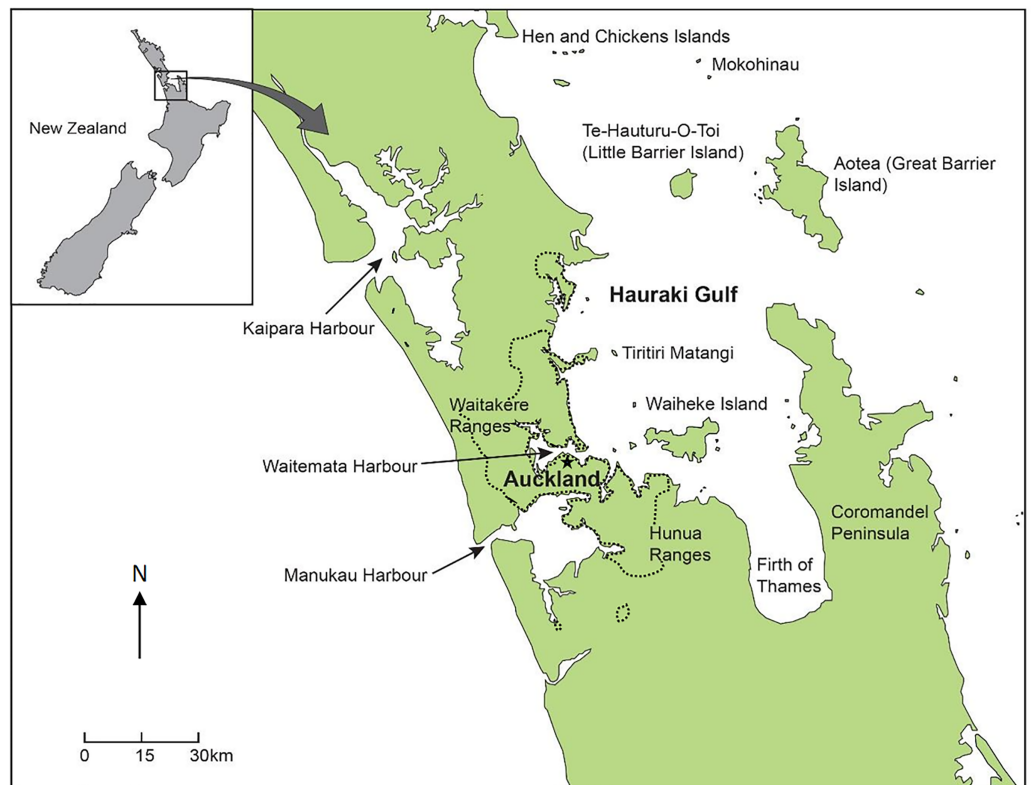 Hen and Chickens Islands
Mokohinau
New Zealand
Te-Hauturu-O-Toi
(Little Barrier Island)
Aotea (Great Barrier
Island)
Hauraki Gulf
Kaipara Harbour
Tiritiri Matangi
Waitakere
Ranges
Waiheke Island
Waitemata Harbour
Auckland
Coromandel
Peninsula
Hunua
Ranges
Firth of
Thames
Manukau Harbour
N
0 15 30km